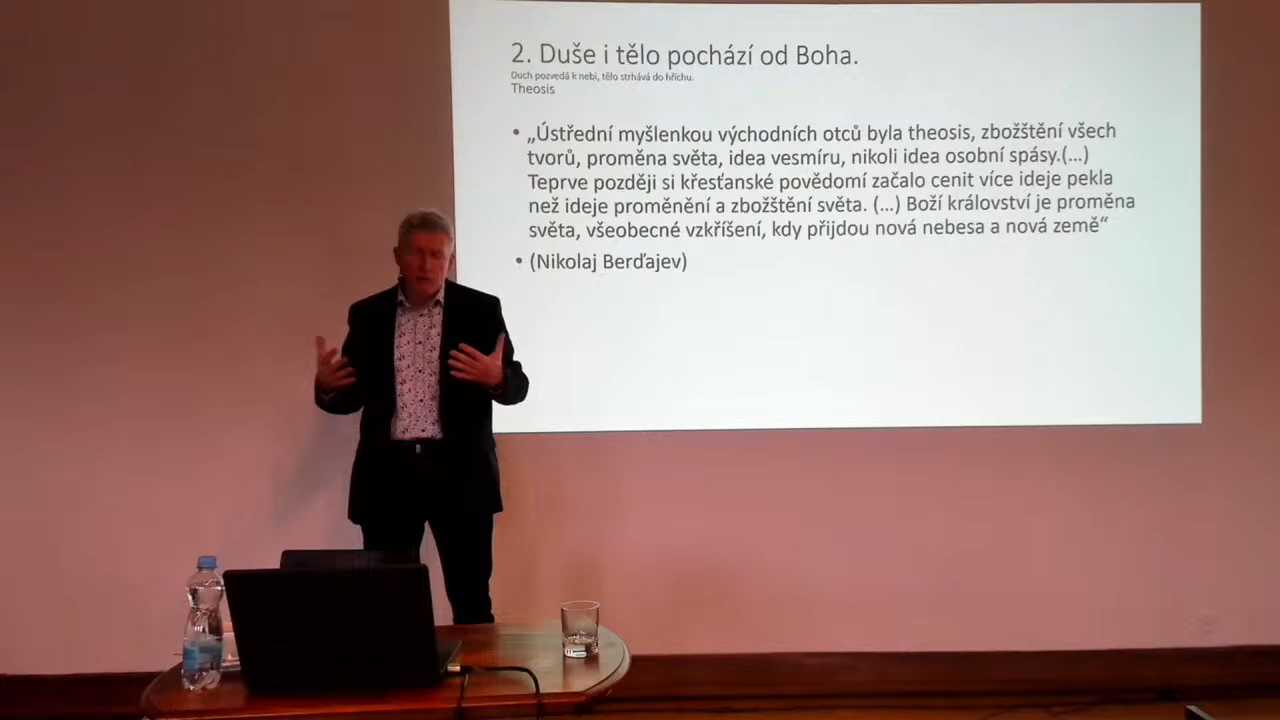 2. Duše i tělo pochází od Boha.
Duch pozvedá k nebi, tělo strhává do hříchu.
Theosis
• „Ústřední myšlenkou východních otců byla theosis, zbožštění všech
tvorů, proměna světa, idea vesmíru, nikoli idea osobní spásy.(…)
Teprve později si křesťanské povědomí začalo cenit více ideje pekla
než ideje proměnění a zbožštění světa. (…) Boží království je proměna
světa, všeobecné vzkříšení, kdy přijdou nová nebesa a nová země“
• (Nikolaj Berďajev)